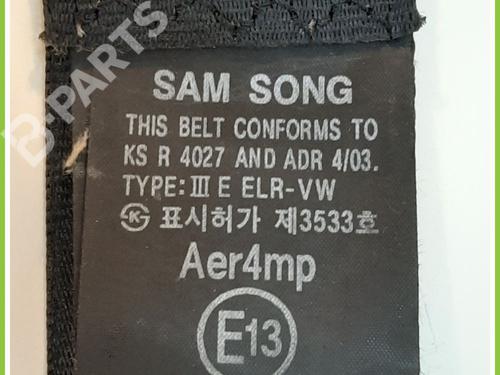 B-PARTS
SAM SONG
THIS BELT CONFORMS TO
KS R 4027 AND ADR 4/03.
TYPE: III E ELR-VW
표시허가 제3533호
Aer4mp
E13